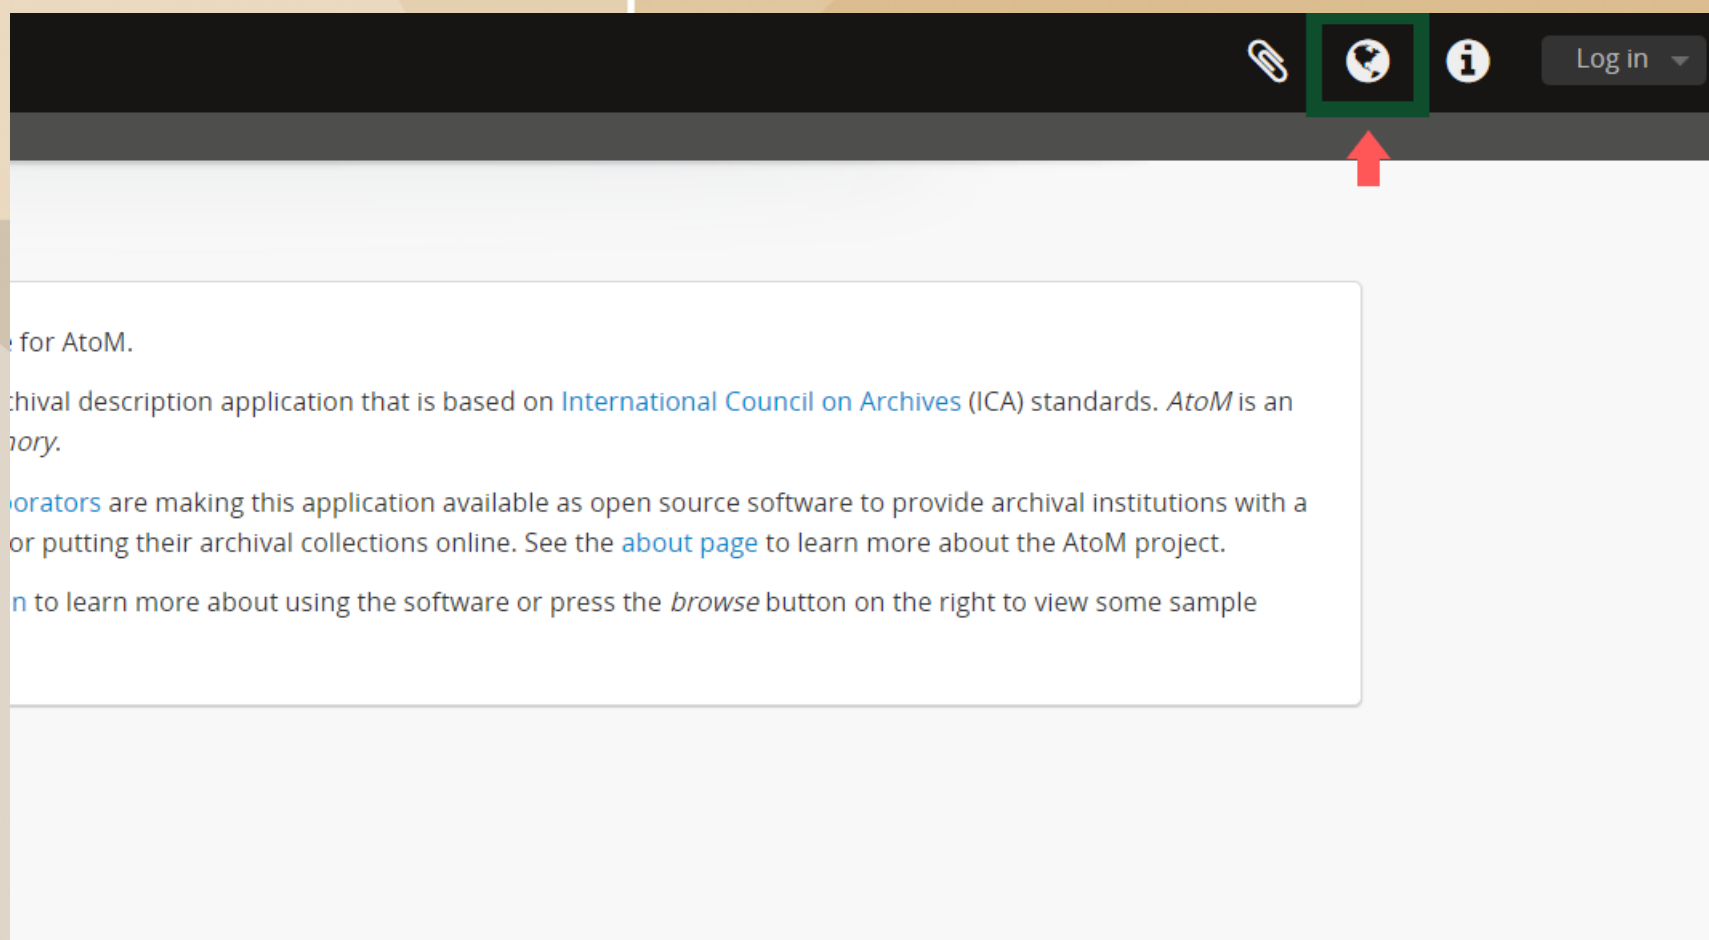 Log in
for AtoM.
chival description application that is based on International Council on Archives (ICA) standards. AtoM is an
nory.
orators are making this application available as open source software to provide archival institutions with a
or putting their archival collections online. See the about page to learn more about the AtoM project.
n to learn more about using the software or press the browse button on the right to view some sample